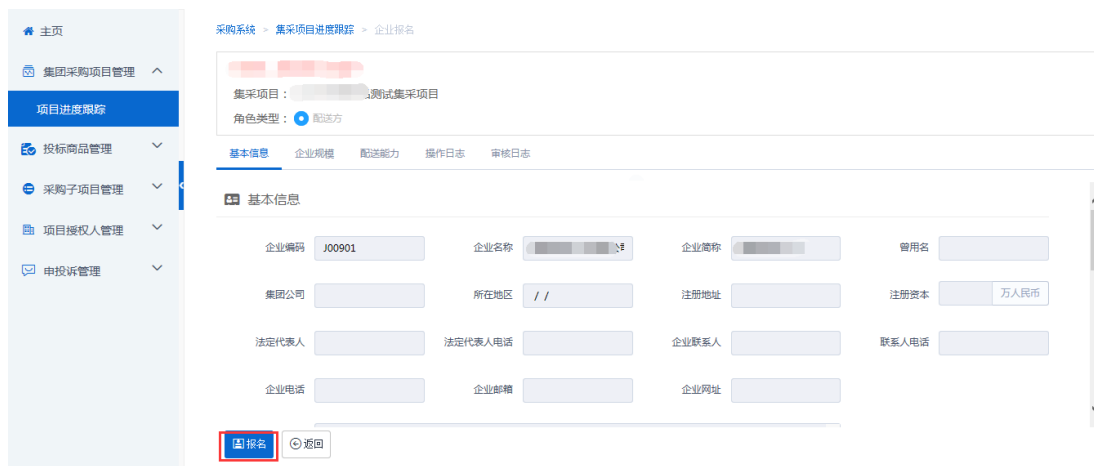 主页
集团采购项目管理
项目进度跟踪
投标商品管理
采购子项目管理
项目授权人管理
申投诉管理
采购系统 > 集采项目进度跟踪 > 企业报名
集采项目：测试集采项目
角色类型： 配送方
基本信息 企业规模 配送能力 操作日志 审核日志
基本信息
企业编码 J00901 企业名称 企业简称 曾用名
集团公司 所在地区 / / 注册地址 注册资本 万人民币
法定代表人 法定代表人电话 企业联系人 联系人电话
企业电话 企业邮箱 企业网址
报名 返回